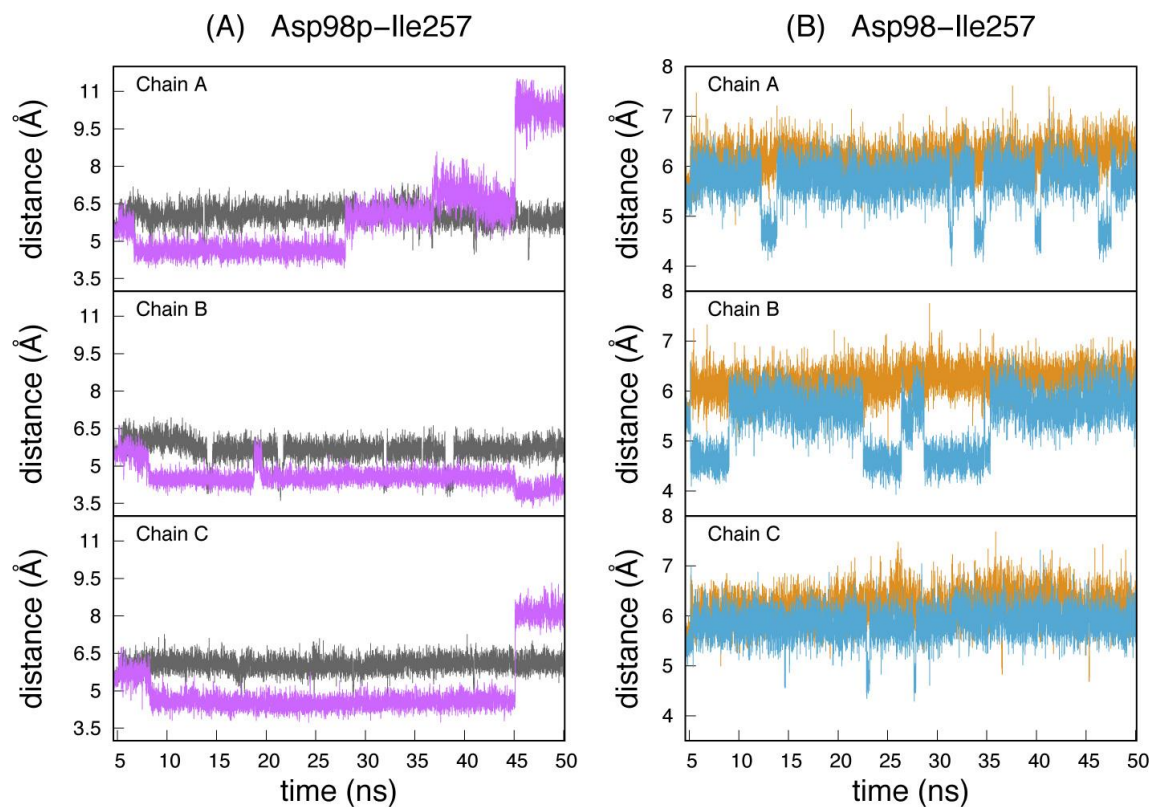 (A) Asp98p–Ile257
(B) Asp98–Ile257
Chain A
distance (Å)
11
9.5
8
6.5
5
3.5
Chain B
distance (Å)
11
9.5
8
6.5
5
3.5
Chain C
distance (Å)
11
9.5
8
6.5
5
3.5
5 10 15 20 25 30 35 40 45 50
time (ns)
Chain A
distance (Å)
8
7
6
5
4
Chain B
distance (Å)
8
7
6
5
4
Chain C
distance (Å)
8
7
6
5
4
5 10 15 20 25 30 35 40 45 50
time (ns)